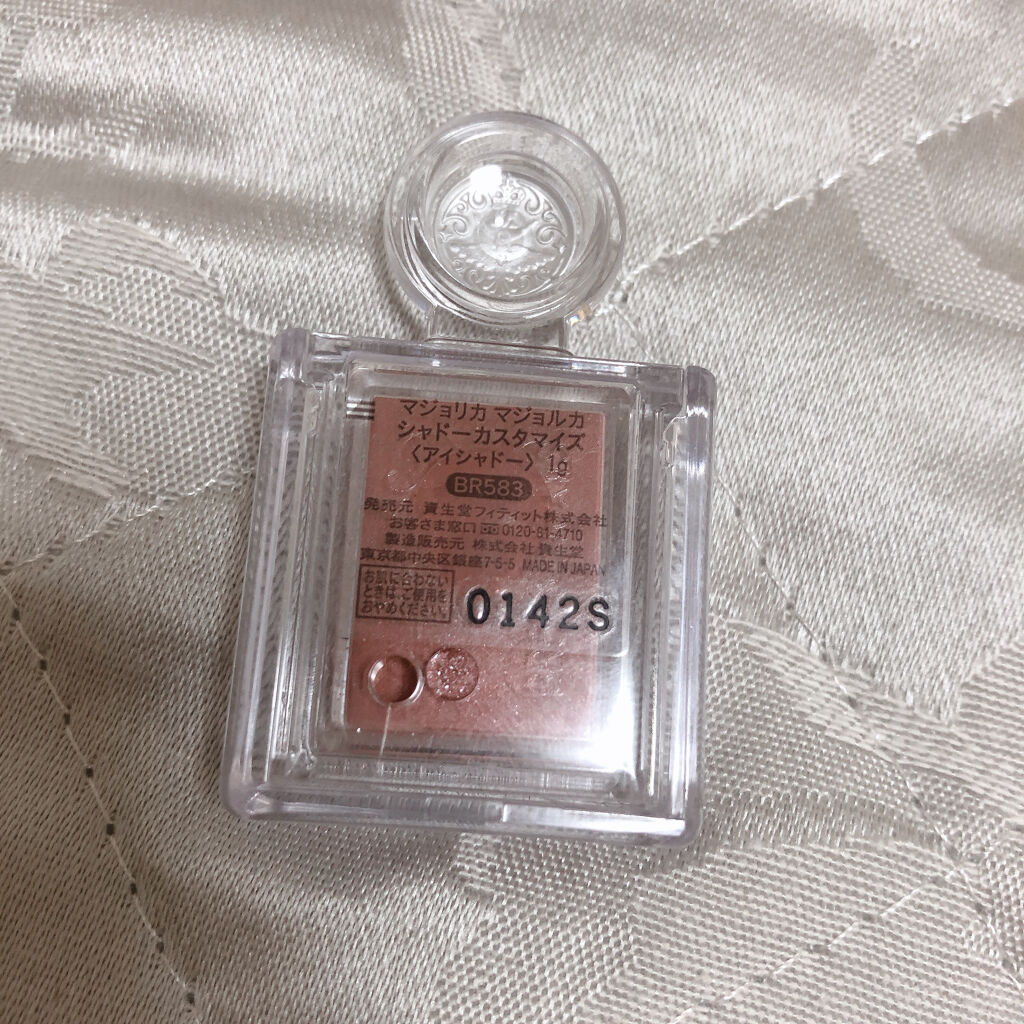 マジョリカ マジョルカ
シャドーカスタマイズ
〈アイシャドー〉 1g
BR583
発売元 資生堂フィティット株式会社
お客さま窓口 0120-81-4710
製造販売元 株式会社資生堂
東京都中央区銀座7-5-5 MADE IN JAPAN
お肌に合わない
ときは、ご使用を
おやめください。
0142S